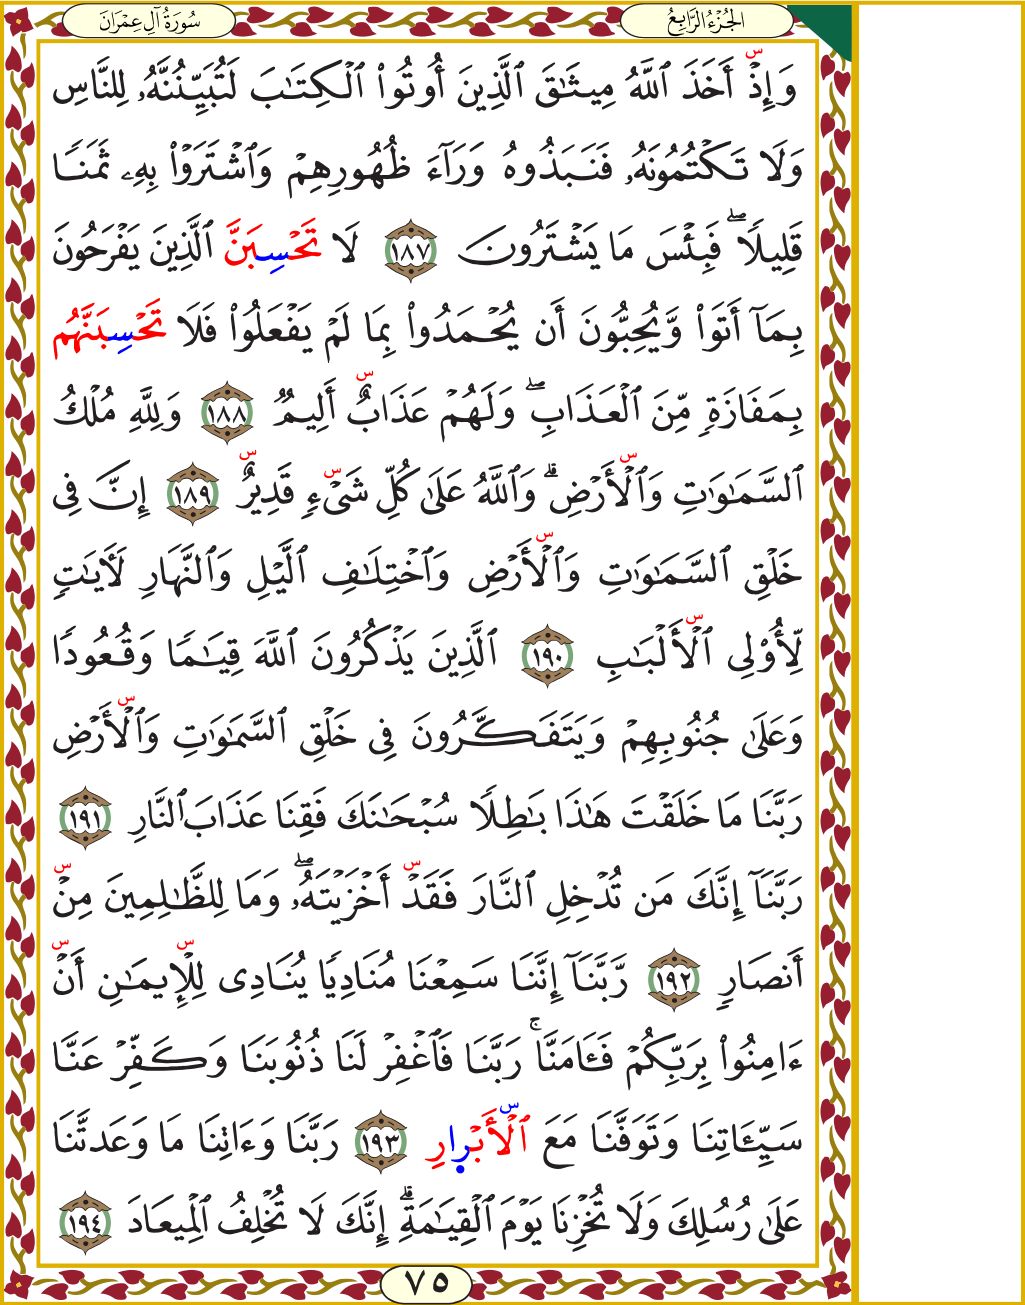 الجُزْءُ الرَّابِعُ
سُورَةُ آلِ عِمْرَان
وَإِذْ أَخَذَ ٱللَّهُ مِيثَٰقَ ٱلَّذِينَ أُوتُوا۟ ٱلْكِتَٰبَ لَتُبَيِّنُنَّهُۥ لِلنَّاسِ
وَلَا تَكْتُمُونَهُۥ فَنَبَذُوهُ وَرَآءَ ظُهُورِهِمْ وَٱشْتَرَوْا۟ بِهِۦ ثَمَنًا
قَلِيلًاۖ فَبِئْسَ مَا يَشْتَرُونَ ١٨٧ لَا تَحْسِبَنَّ ٱلَّذِينَ يَفْرَحُونَ
بِمَآ أَتَوا۟ وَّيُحِبُّونَ أَن يُحْمَدُوا۟ بِمَا لَمْ يَفْعَلُوا۟ فَلَا تَحْسِبَنَّهُم
بِمَفَازَةٍ مِّنَ ٱلْعَذَابِۖ وَلَهُمْ عَذَابٌ أَلِيمٌ ١٨٨ وَلِلَّهِ مُلْكُ
ٱلسَّمَٰوَٰتِ وَٱلْأَرْضِۗ وَٱللَّهُ عَلَىٰ كُلِّ شَىْءٍ قَدِيرٌ ١٨٩ إِنَّ فِى
خَلْقِ ٱلسَّمَٰوَٰتِ وَٱلْأَرْضِ وَٱخْتِلَٰفِ ٱلَّيْلِ وَٱلنَّهَارِ لَءَايَٰتٍ
لِّأُو۟لِى ٱلْأَلْبَٰبِ ١٩٠ ٱلَّذِينَ يَذْكُرُونَ ٱللَّهَ قِيَٰمًا وَقُعُودًا
وَعَلَىٰ جُنُوبِهِمْ وَيَتَفَكَّرُونَ فِى خَلْقِ ٱلسَّمَٰوَٰتِ وَٱلْأَرْضِ
رَبَّنَا مَا خَلَقْتَ هَٰذَا بَٰطِلًا سُبْحَٰنَكَ فَقِنَا عَذَابَ ٱلنَّارِ ١٩١
رَبَّنَآ إِنَّكَ مَن تُدْخِلِ ٱلنَّارَ فَقَدْ أَخْزَيْتَهُۥۖ وَمَا لِلظَّٰلِمِينَ مِنْ
أَنصَارٍ ١٩٢ رَّبَّنَآ إِنَّنَا سَمِعْنَا مُنَادِيًا يُنَادِى لِلْإِيمَٰنِ أَنْ
ءَامِنُوا۟ بِرَبِّكُمْ فَـَٔامَنَّاۚ رَبَّنَا فَٱغْفِرْ لَنَا ذُنُوبَنَا وَكَفِّرْ عَنَّا
سَيِّـَٔاتِنَا وَتَوَفَّنَا مَعَ ٱلْأَبْرَارِ ١٩٣ رَبَّنَا وَءَاتِنَا مَا وَعَدتَّنَا
عَلَىٰ رُسُلِكَ وَلَا تُخْزِنَا يَوْمَ ٱلْقِيَٰمَةِۗ إِنَّكَ لَا تُخْلِفُ ٱلْمِيعَادَ ١٩٤
٧٥